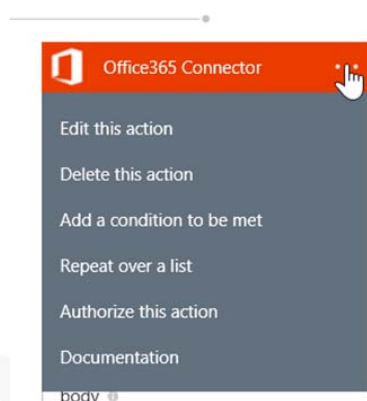 Office365 Connector
Edit this action
Delete this action
Add a condition to be met
Repeat over a list
Authorize this action
Documentation
body